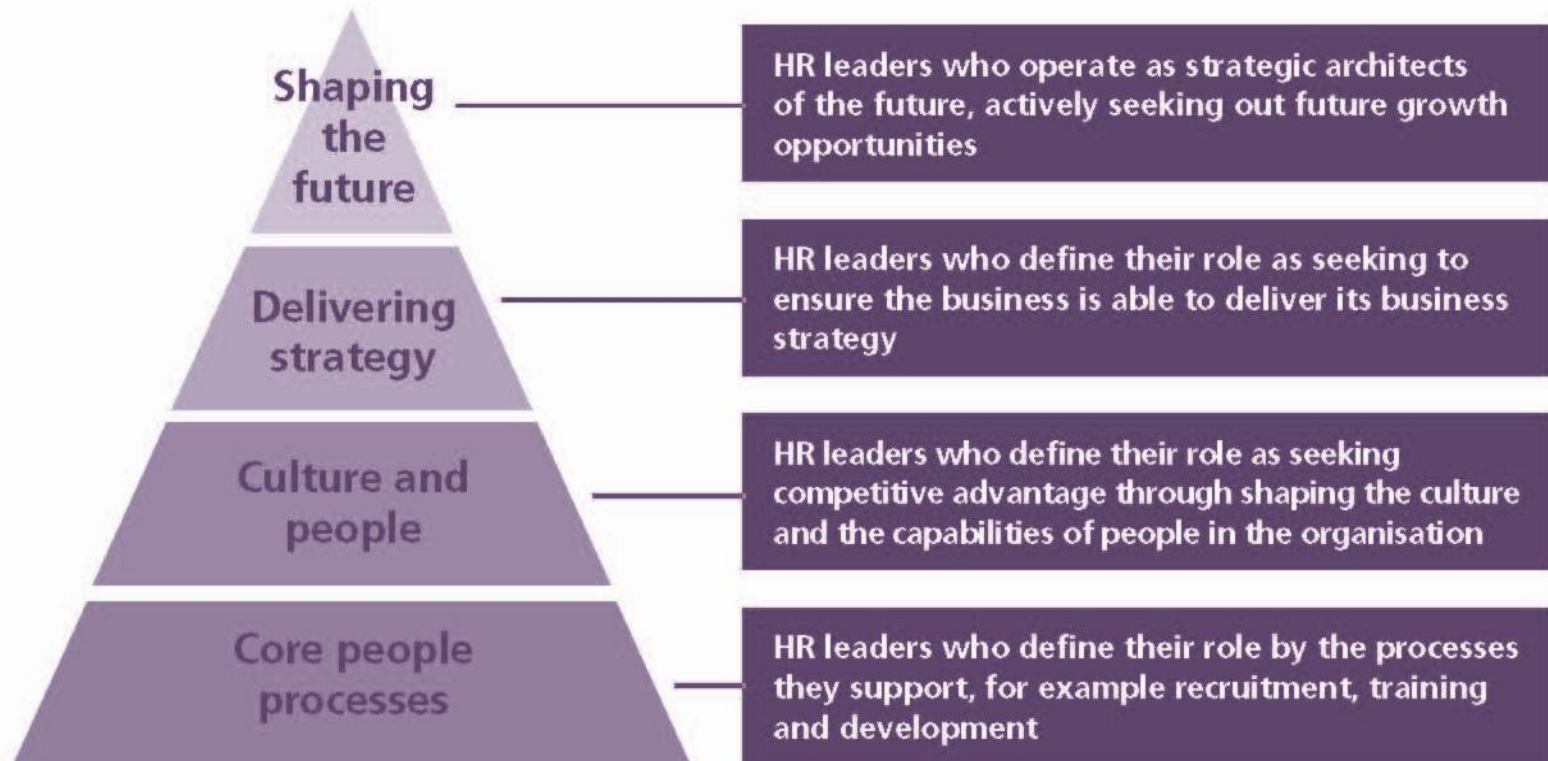 Shaping
the
future
HR leaders who operate as strategic architects
of the future, actively seeking out future growth
opportunities
Delivering
strategy
HR leaders who define their role as seeking to
ensure the business is able to deliver its business
strategy
Culture and
people
HR leaders who define their role as seeking
competitive advantage through shaping the culture
and the capabilities of people in the organisation
Core people
processes
HR leaders who define their role by the processes
they support, for example recruitment, training
and development